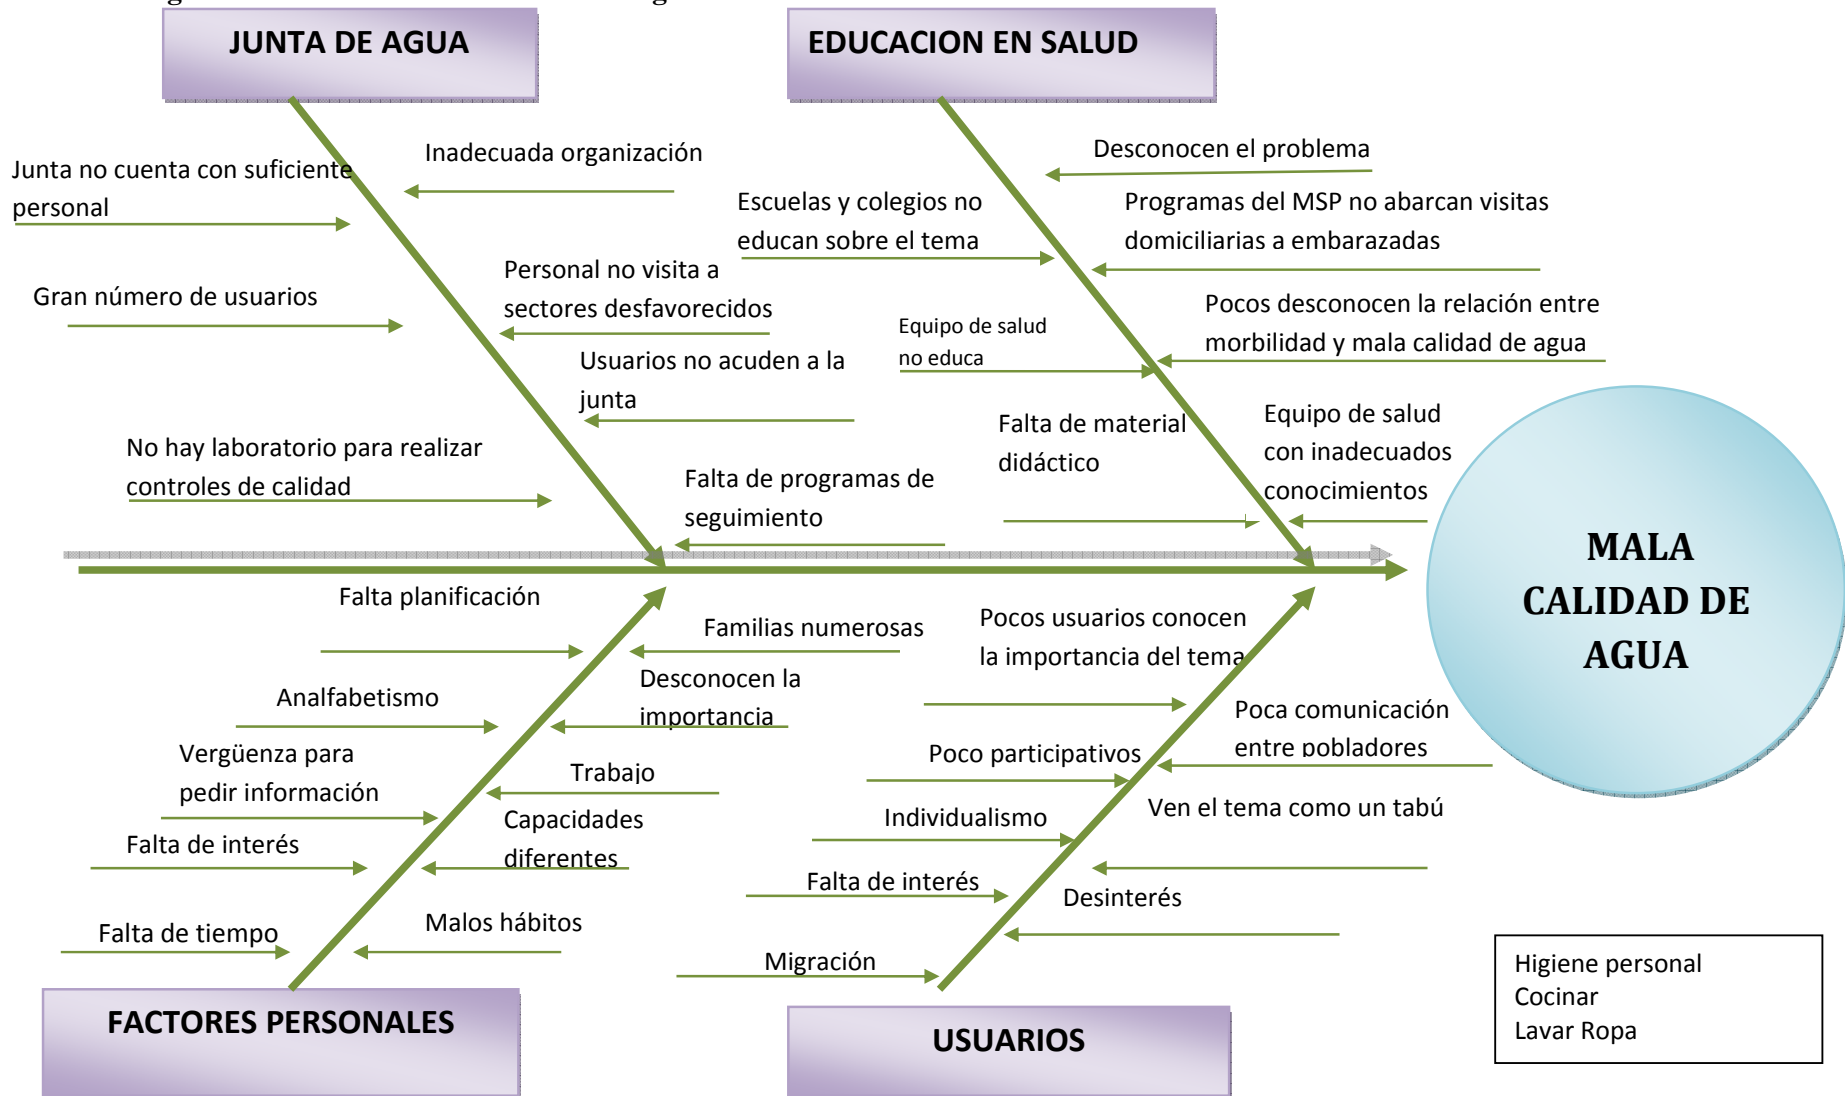 JUNTA DE AGUA
EDUCACION EN SALUD
Junta no cuenta con suficiente
personal
Inadecuada organización
Gran número de usuarios
Personal no visita a
sectores desfavorecidos
Usuarios no acuden a la
junta
No hay laboratorio para realizar
controles de calidad
Falta de programas de
seguimiento
Desconocen el problema
Escuelas y colegios no
educan sobre el tema
Programas del MSP no abarcan visitas
domiciliarias a embarazadas
Equipo de salud
no educa
Pocos desconocen la relación entre
morbilidad y mala calidad de agua
Falta de material
didáctico
Equipo de salud
con inadecuados
conocimientos
MALA
CALIDAD DE
AGUA
Falta planificación
Familias numerosas
Analfabetismo
Desconocen la
importancia
Vergüenza para
pedir información
Trabajo
Falta de interés
Capacidades
diferentes
Falta de tiempo
Malos hábitos
FACTORES PERSONALES
Pocos usuarios conocen
la importancia del tema
Poca comunicación
entre pobladores
Poco participativos
Individualismo
Ven el tema como un tabú
Falta de interés
Desinterés
Migración
USUARIOS
Higiene personal
Cocinar
Lavar Ropa